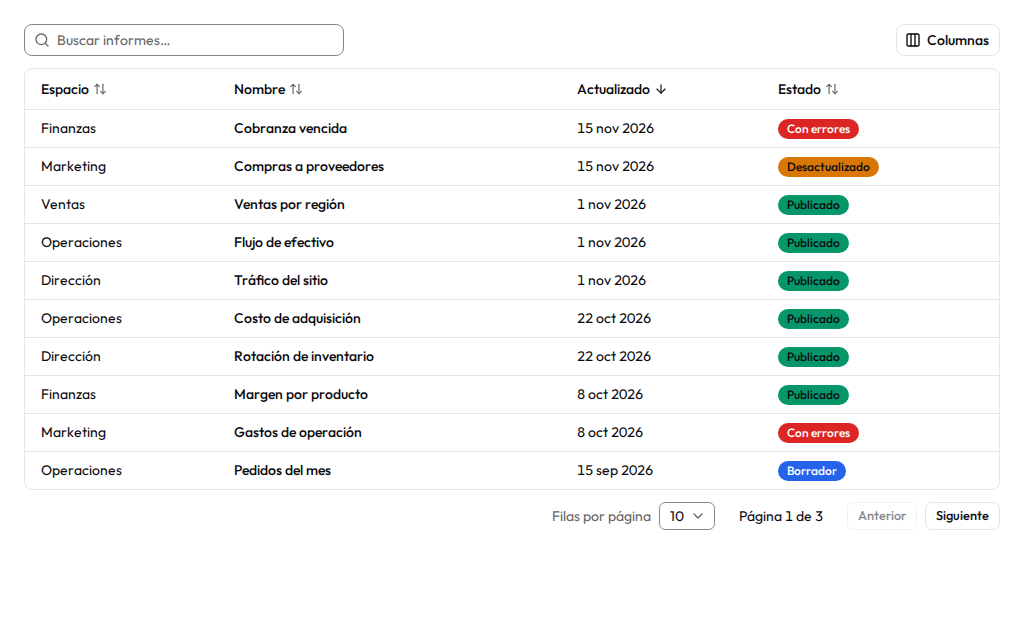 Buscar informes... Columnas
Espacio Nombre Actualizado Estado
Finanzas Cobranza vencida 15 nov 2026 Con errores
Marketing Compras a proveedores 15 nov 2026 Desactualizado
Ventas Ventas por región 1 nov 2026 Publicado
Operaciones Flujo de efectivo 1 nov 2026 Publicado
Dirección Tráfico del sitio 1 nov 2026 Publicado
Operaciones Costo de adquisición 22 oct 2026 Publicado
Dirección Rotación de inventario 22 oct 2026 Publicado
Finanzas Margen por producto 8 oct 2026 Publicado
Marketing Gastos de operación 8 oct 2026 Con errores
Operaciones Pedidos del mes 15 sep 2026 Borrador
Filas por página 10 Página 1 de 3 Anterior Siguiente